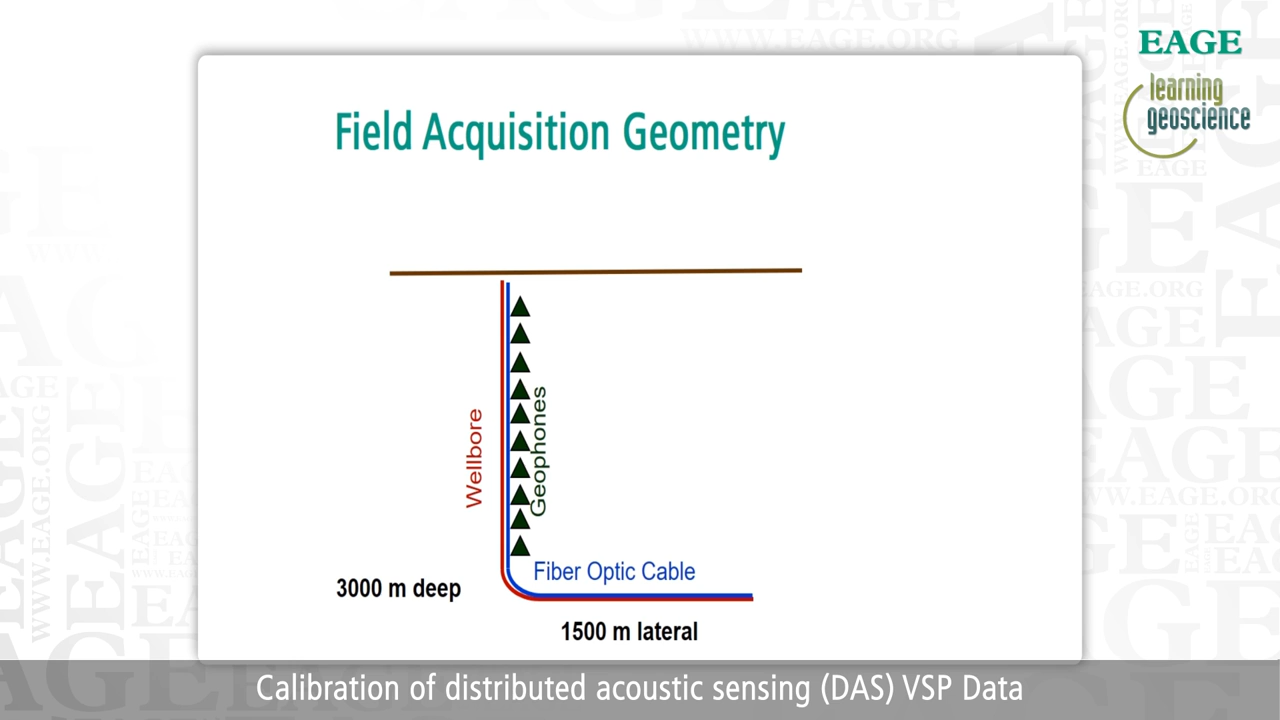 EAGE
learning
geoscience
Field Acquisition Geometry
Wellbore
Geophones
Fiber Optic Cable
3000 m deep
1500 m lateral
Calibration of distributed acoustic sensing (DAS) VSP Data